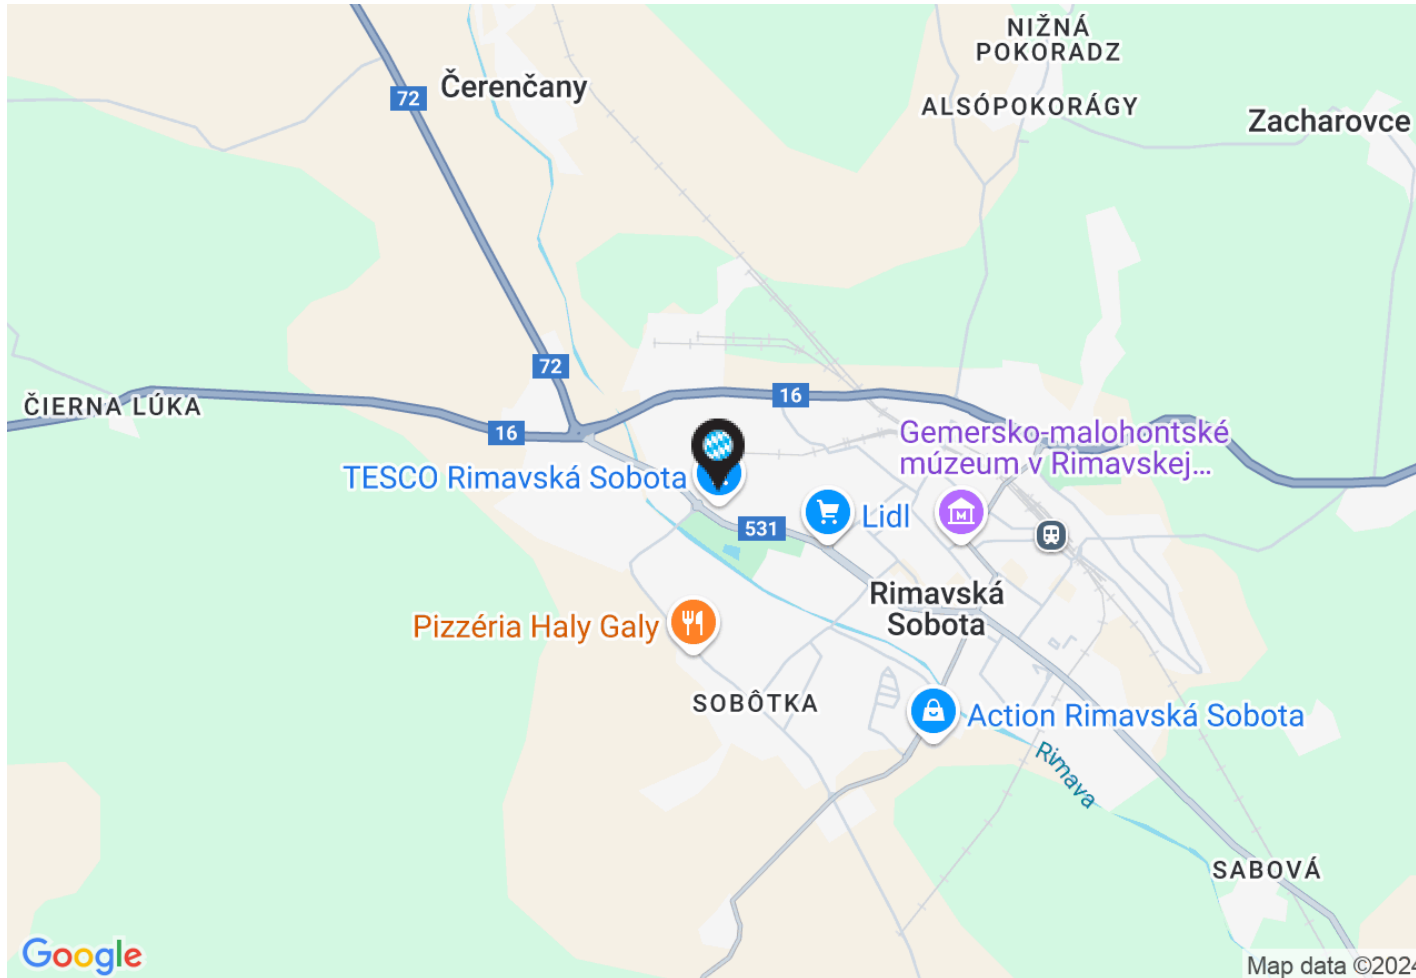 NIŽNÁ
POKORADZ
Čerenčany
72
ALSÓPOKORÁGY
Zacharovce
72
16
ČIERNA LÚKA
16
Gemersko-malohontské
múzeum v Rimavskej...
TESCO Rimavská Sobota
Lidl
531
Rimavská
Sobota
Pizzéria Haly Galy
SOBÔTKA
Action Rimavská Sobota
Rimava
SABOVÁ
Google
Map data ©2024